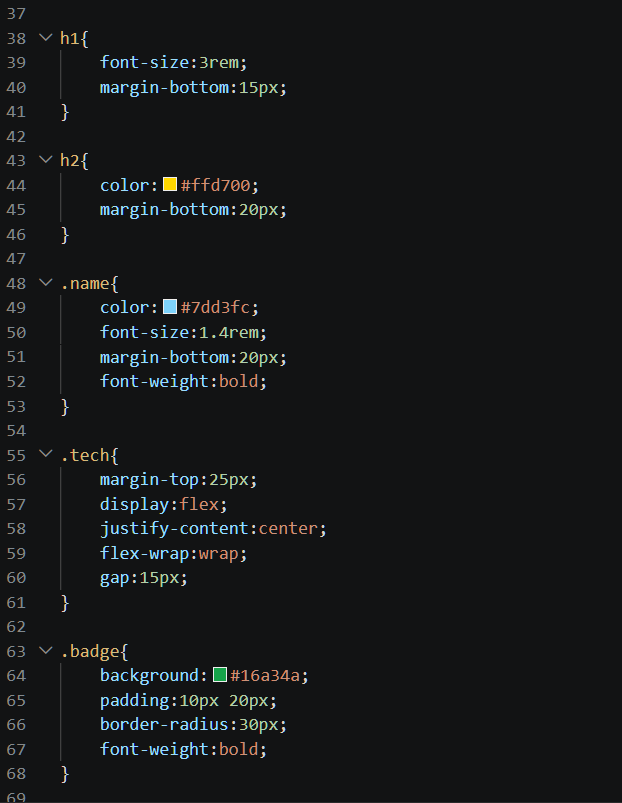 37
38 h1{
39 font-size:3rem;
40 margin-bottom:15px;
41 }
42
43 h2{
44 color:#ffd700;
45 margin-bottom:20px;
46 }
47
48 .name{
49 color:#7dd3fc;
50 font-size:1.4rem;
51 margin-bottom:20px;
52 font-weight:bold;
53 }
54
55 .tech{
56 margin-top:25px;
57 display:flex;
58 justify-content:center;
59 flex-wrap:wrap;
60 gap:15px;
61 }
62
63 .badge{
64 background:#16a34a;
65 padding:10px 20px;
66 border-radius:30px;
67 font-weight:bold;
68 }
69